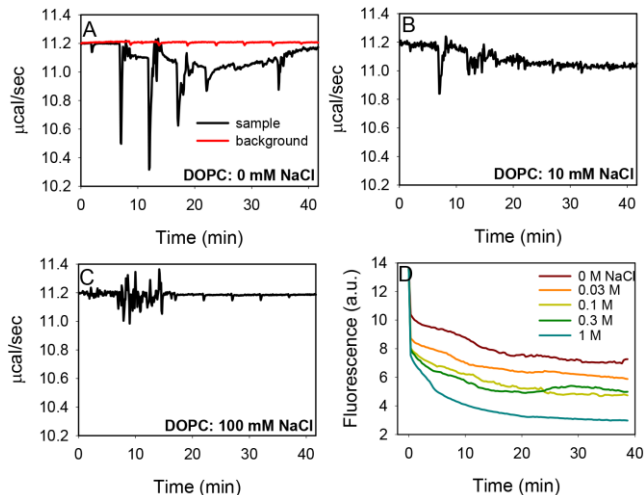 A
11.4
11.2
11.0
10.8
10.6
10.4
10.2
µcal/sec
sample
background
DOPC: 0 mM NaCl
0
10
20
30
40
Time (min)
B
11.4
11.2
11.0
10.8
10.6
10.4
10.2
µcal/sec
DOPC: 10 mM NaCl
0
10
20
30
40
Time (min)
C
11.4
11.2
11.0
10.8
10.6
10.4
10.2
µcal/sec
DOPC: 100 mM NaCl
0
10
20
30
40
Time (min)
D
14
12
10
8
6
4
2
Fluorescence (a.u.)
0 M NaCl
0.03 M
0.1 M
0.3 M
1 M
0
10
20
30
40
Time (min)